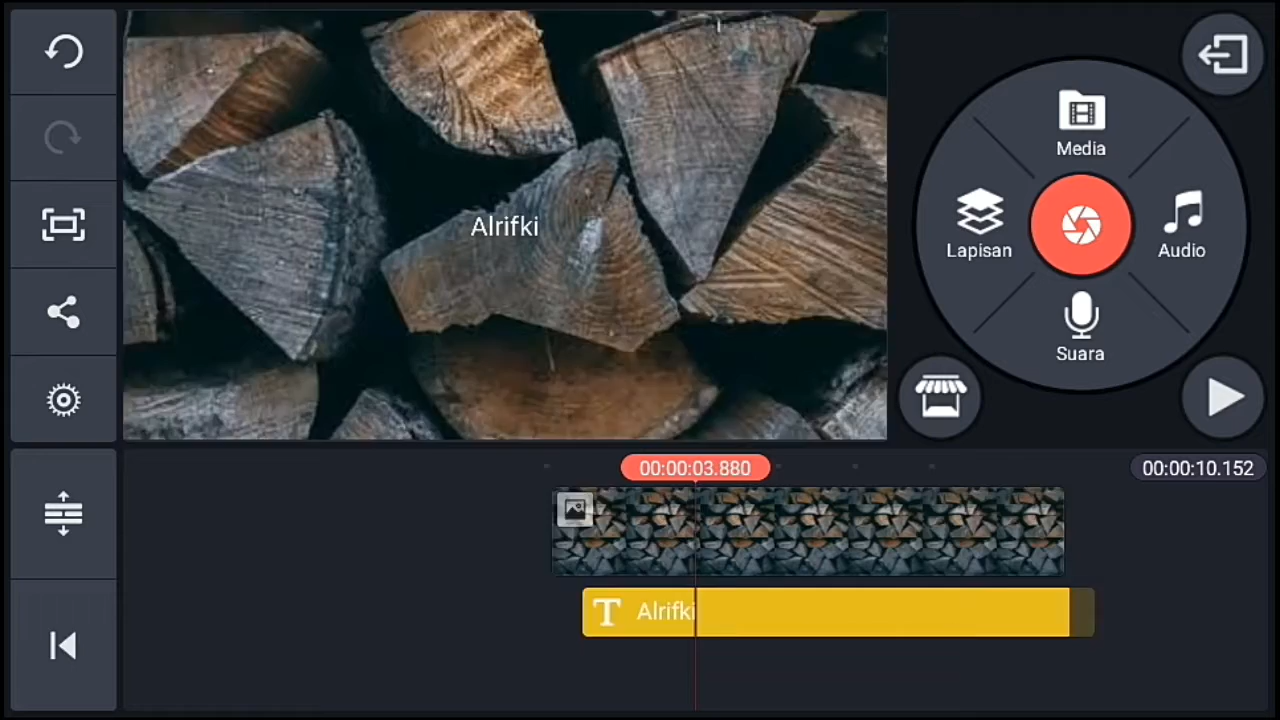 Media
Lapisan
Audio
Suara
Alrifki
00:00:03.880
00:00:10.152
T Alrifki